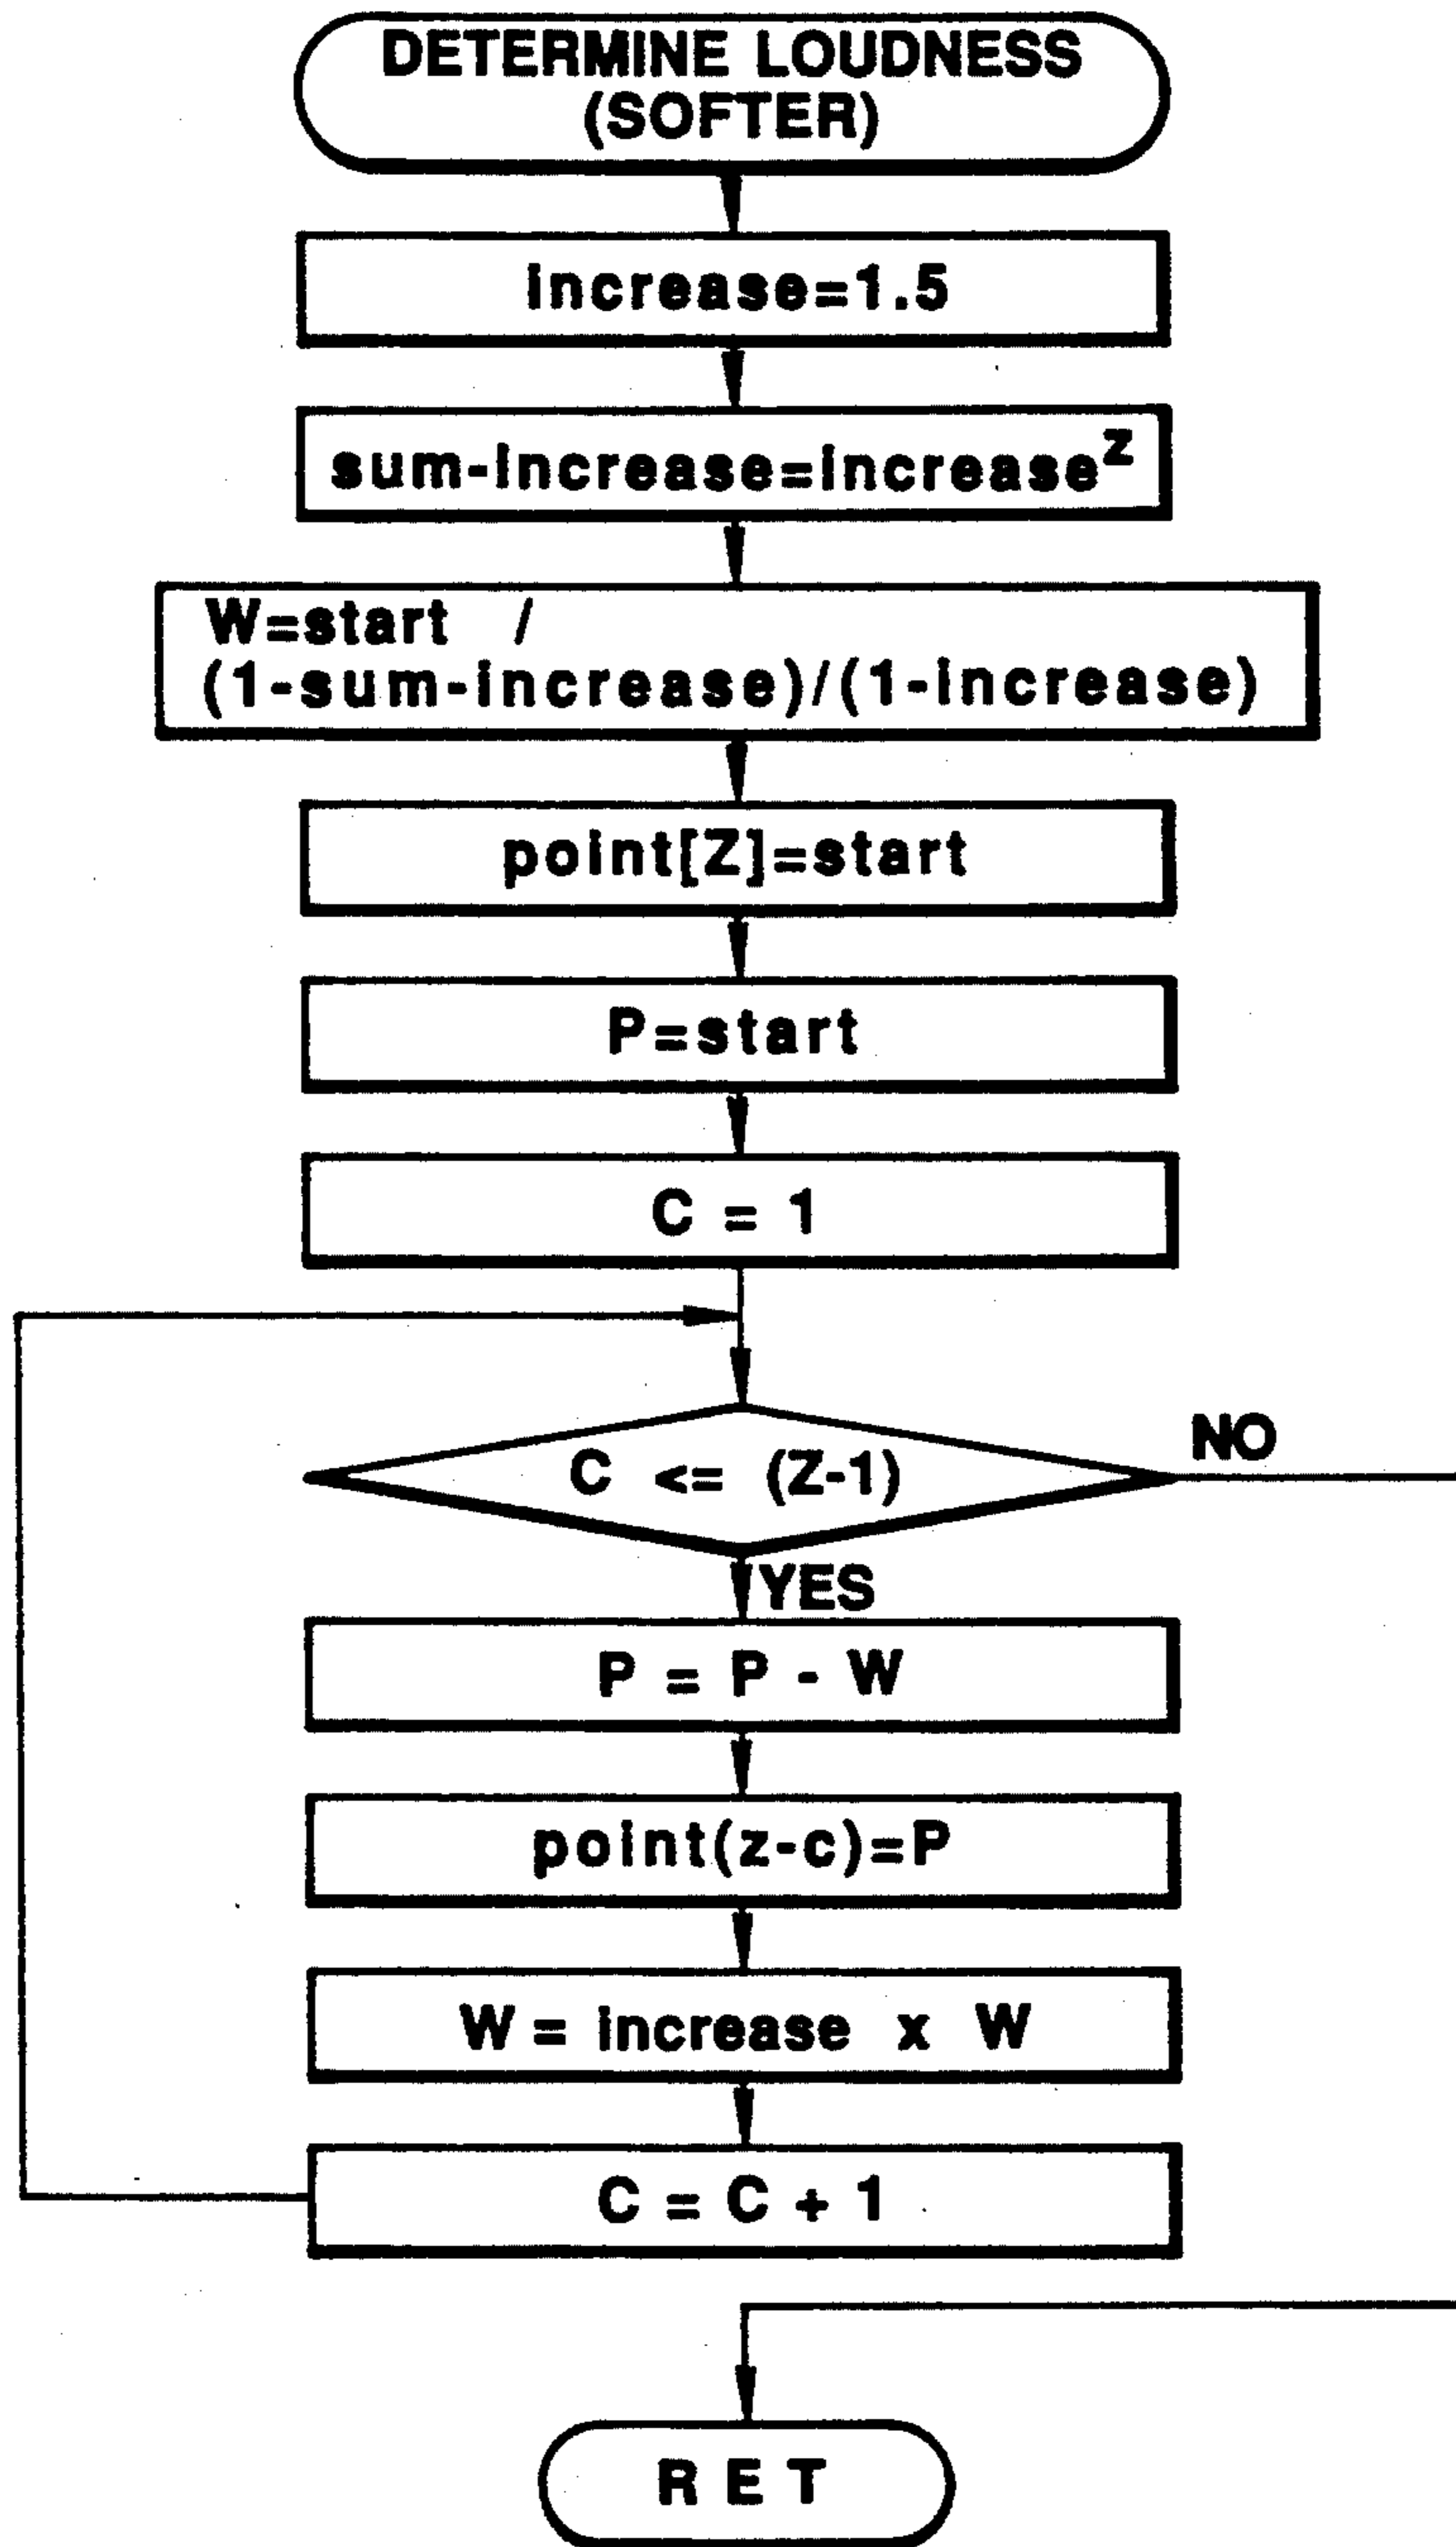 DETERMINE LOUDNESS
(SOFTER)
increase=1.5
sum-increase=increase^Z
W=start /
(1-sum-increase)/(1-increase)
point[Z]=start
P=start
C = 1
C <= (Z-1)
NO
YES
P = P - W
point(z-c)=P
W = increase x W
C = C + 1
RET